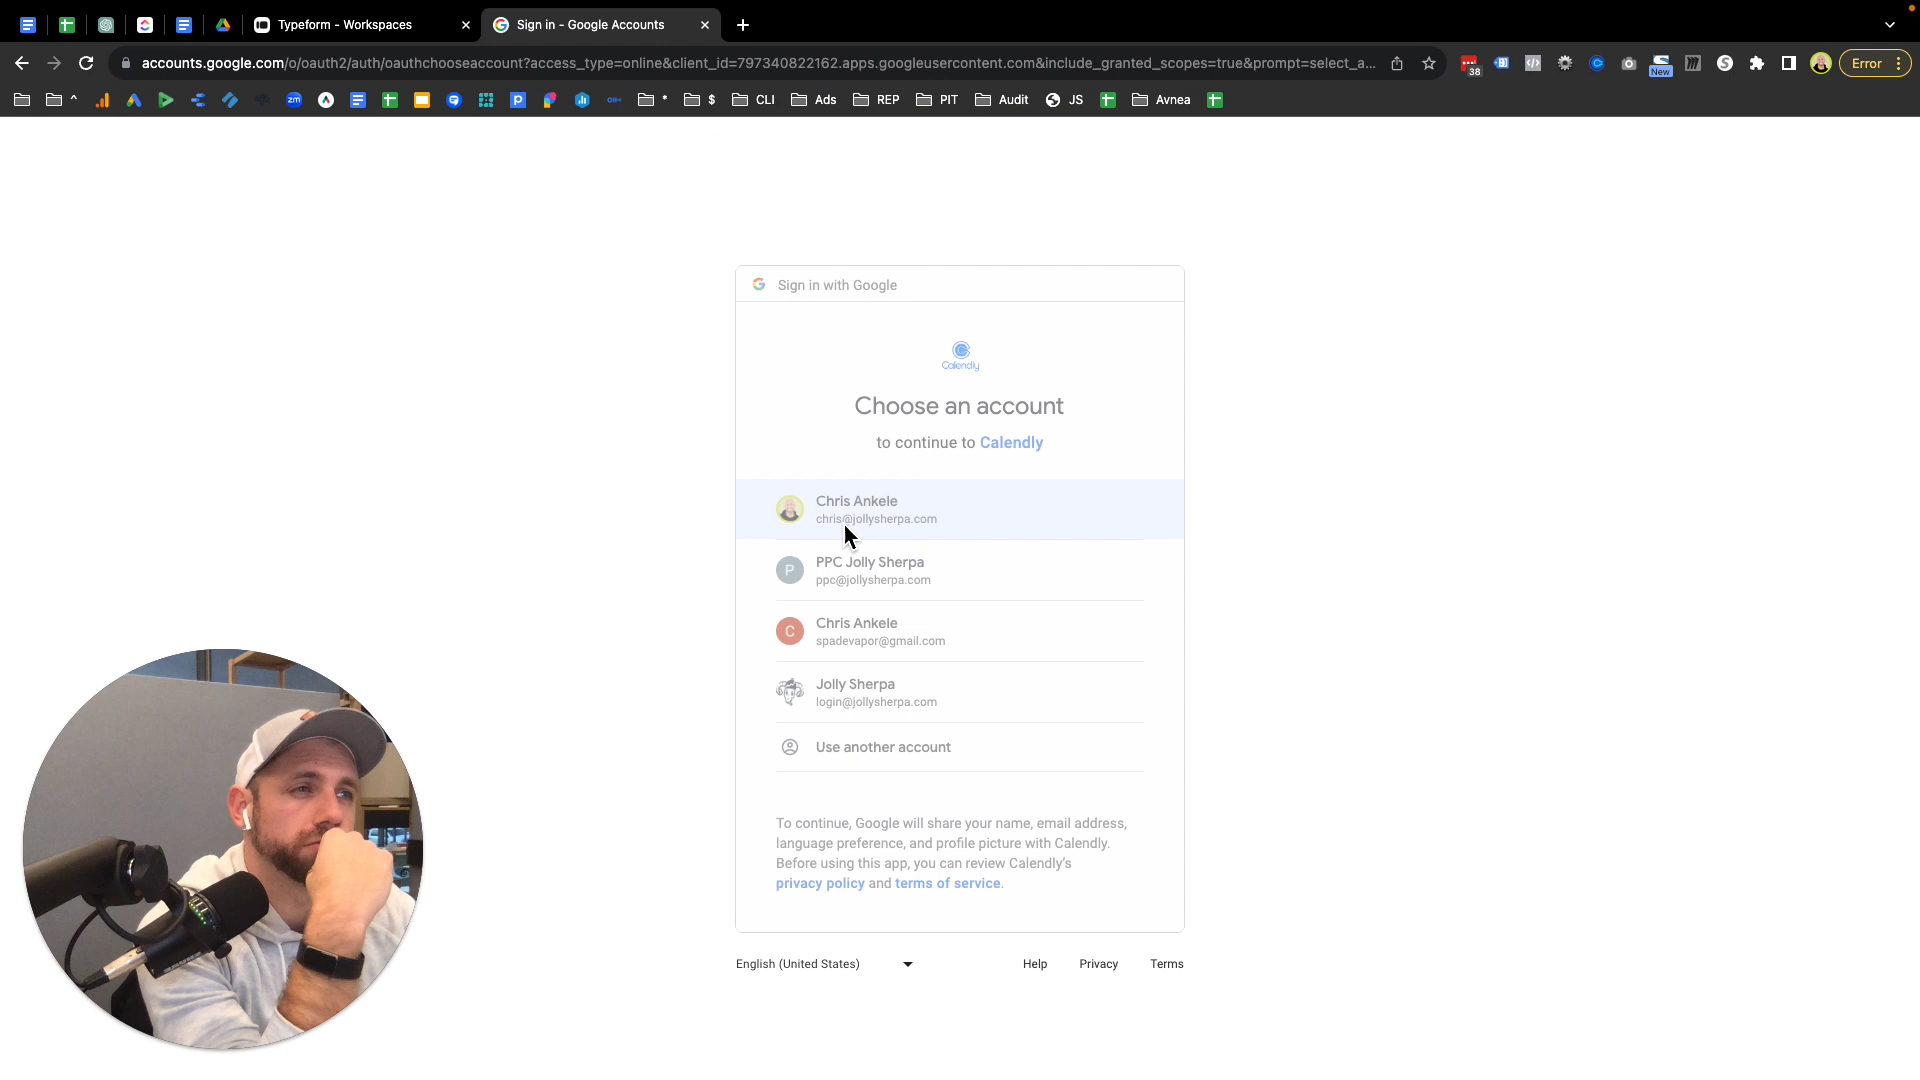 Typeform - Workspaces
Sign in - Google Accounts
accounts.google.com/o/oauth2/auth/oauthchooseaccount?access_type=online&client_id=797340822162.apps.googleusercontent.com&include_granted_scopes=true&prompt=select_a...
38
New
Error
^
zm
*
$
CLI
Ads
REP
PIT
Audit
JS
Avnea
Sign in with Google
Calendly
Choose an account
to continue to Calendly
Chris Ankele
chris@jollysherpa.com
P
PPC Jolly Sherpa
ppc@jollysherpa.com
C
Chris Ankele
spadevapor@gmail.com
Jolly Sherpa
login@jollysherpa.com
Use another account
To continue, Google will share your name, email address,
language preference, and profile picture with Calendly.
Before using this app, you can review Calendly's
privacy policy and terms of service.
English (United States)
Help
Privacy
Terms